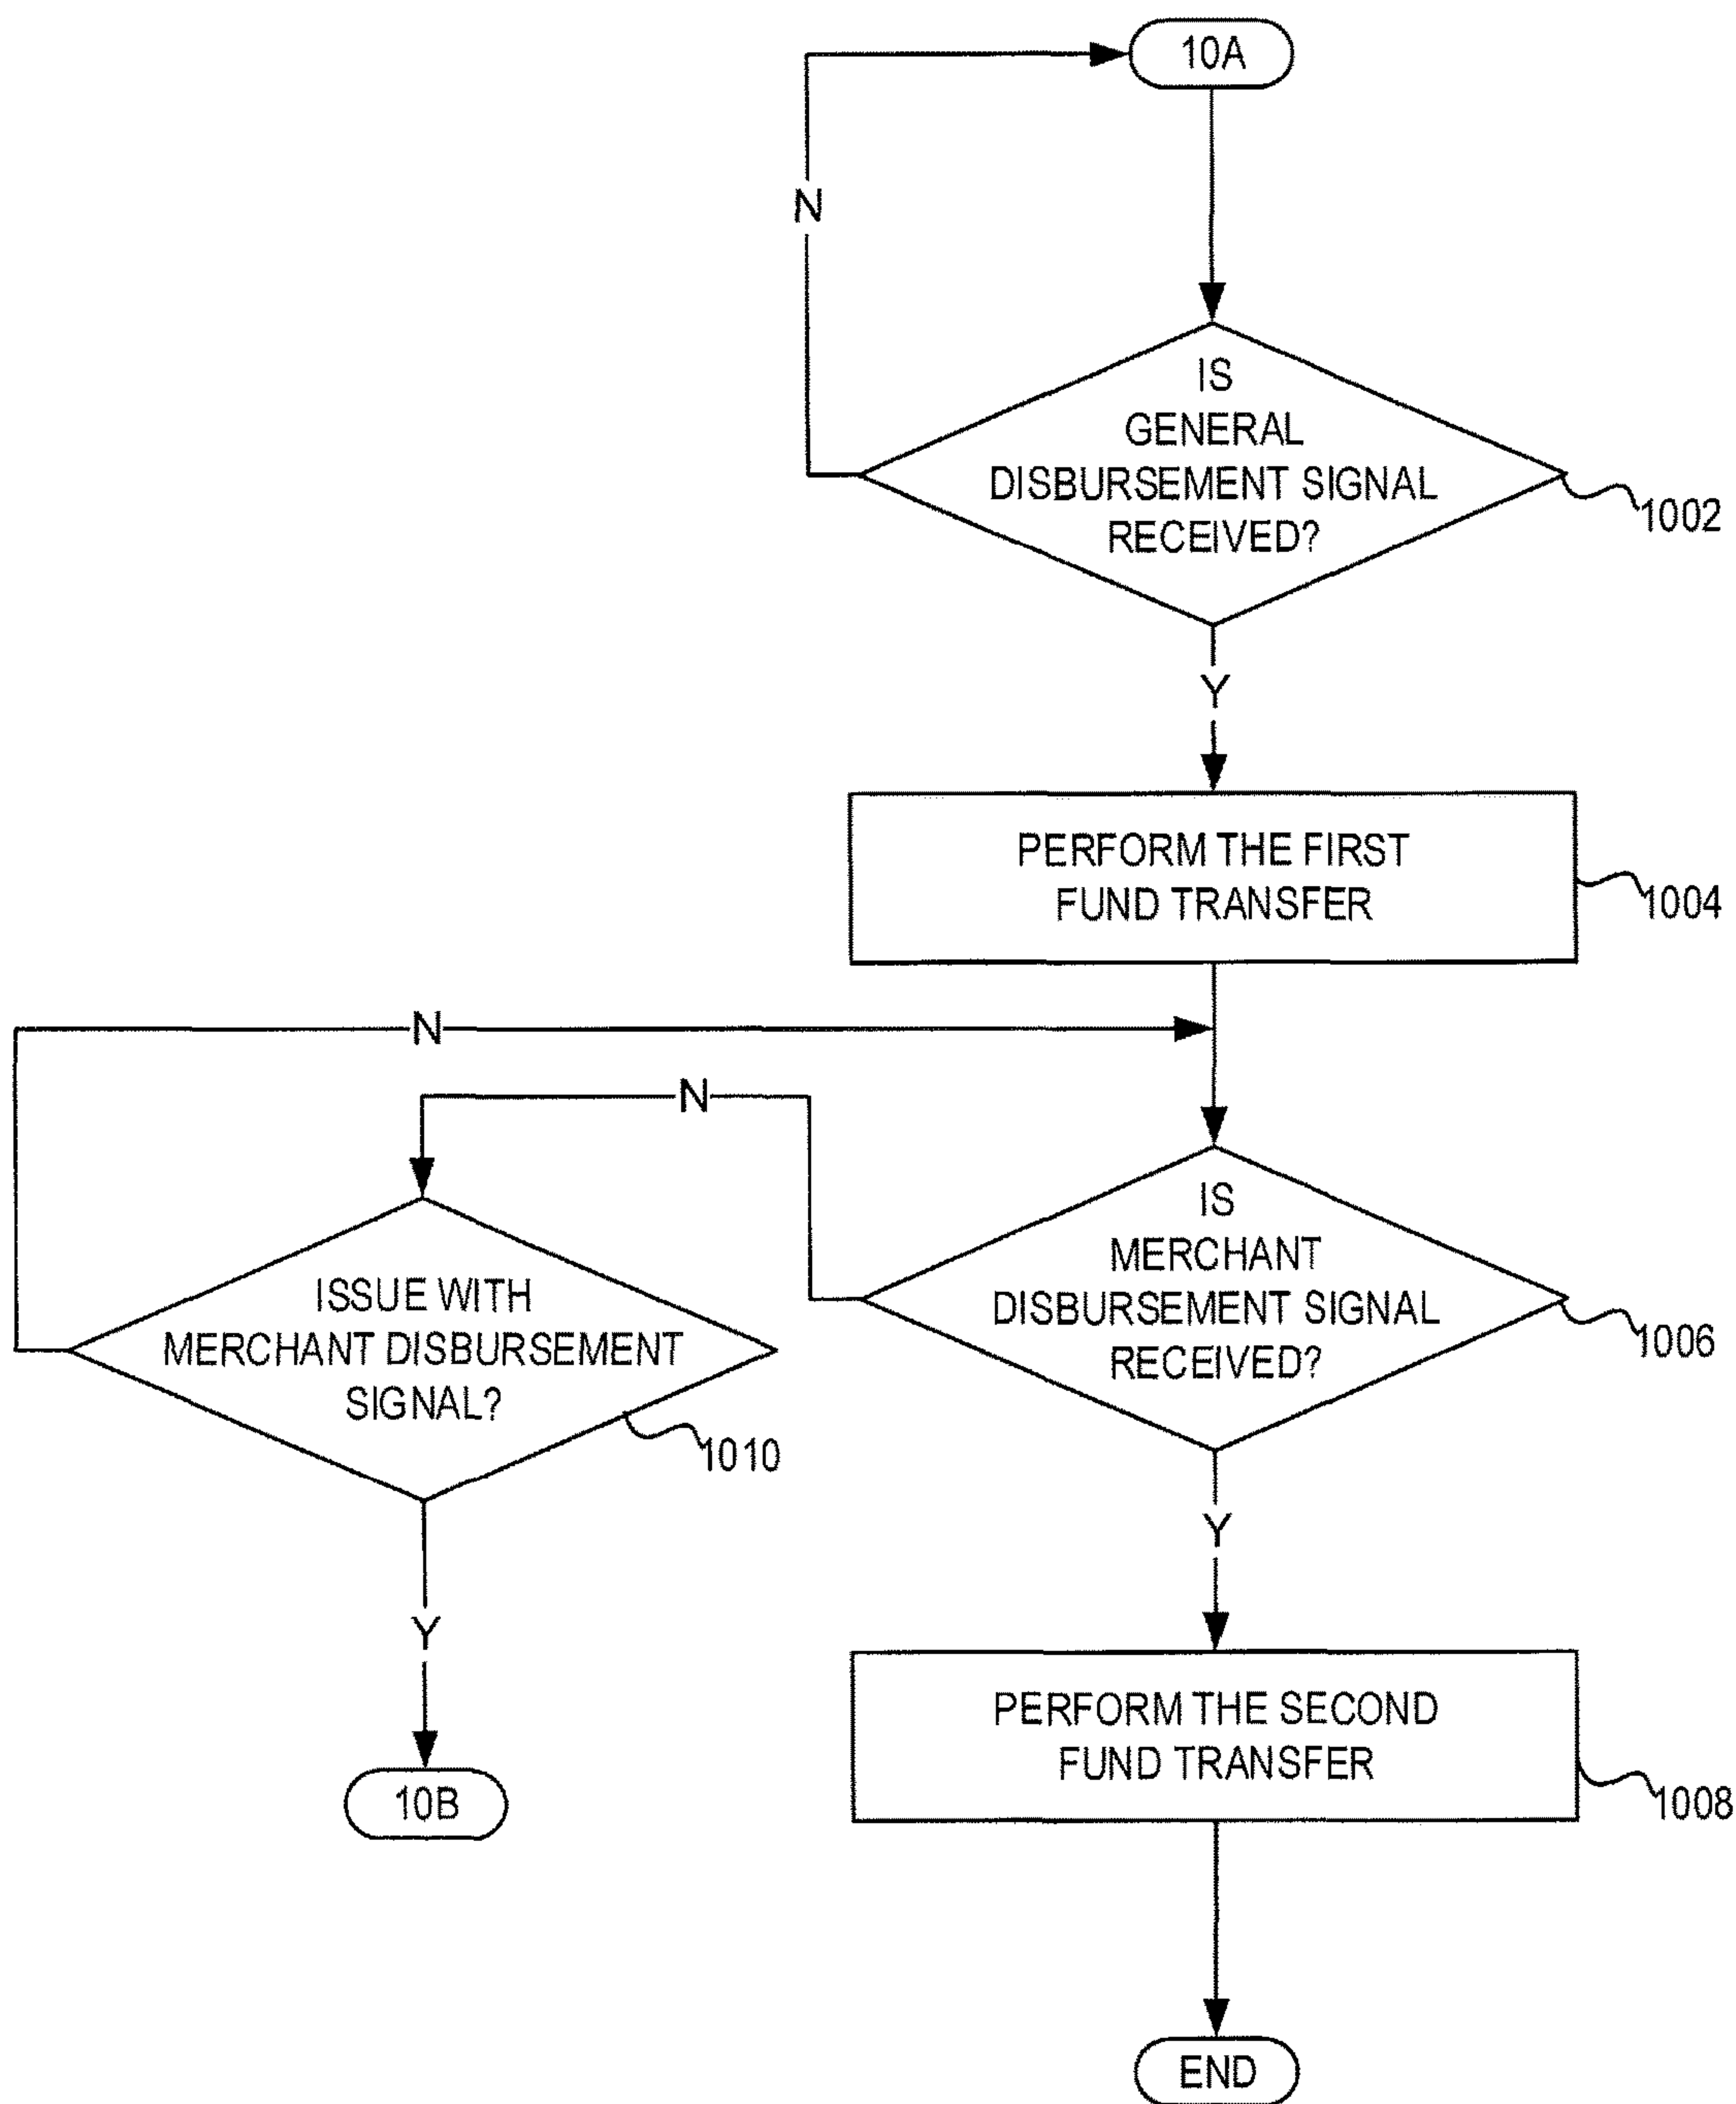 10A
N
IS
GENERAL
DISBURSEMENT SIGNAL
RECEIVED?
1002
Y
PERFORM THE FIRST
FUND TRANSFER
1004
N
N
IS
MERCHANT
DISBURSEMENT SIGNAL
RECEIVED?
1006
ISSUE WITH
MERCHANT DISBURSEMENT
SIGNAL?
1010
Y
Y
10B
PERFORM THE SECOND
FUND TRANSFER
1008
END